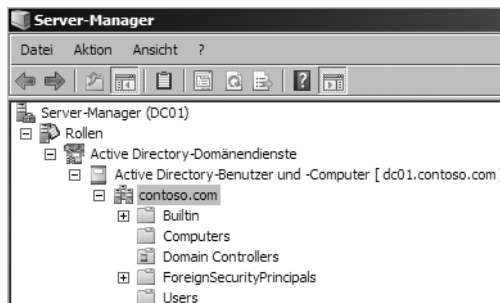 Server-Manager
Datei Aktion Ansicht ?
Server-Manager (DC01)
Rollen
Active Directory-Domänendienste
Active Directory-Benutzer und -Computer [ dc01.contoso.com ]
contoso.com
Builtin
Computers
Domain Controllers
ForeignSecurityPrincipals
Users